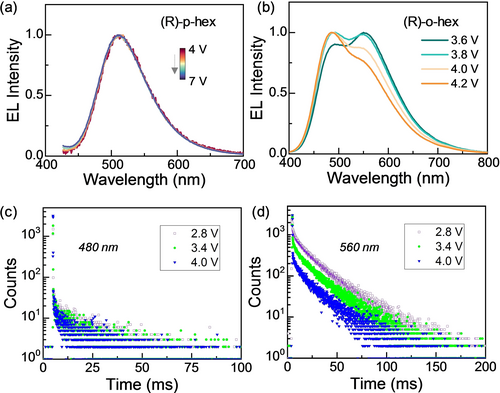 (a)
(R)-p-hex
4 V
7 V
EL Intensity
1.0
0.5
0.0
400 500 600 700
Wavelength (nm)
(b)
(R)-o-hex
3.6 V
3.8 V
4.0 V
4.2 V
EL Intensity
1.0
0.5
0.0
400 500 600 700 800
Wavelength (nm)
(c)
480 nm
2.8 V
3.4 V
4.0 V
Counts
10³
10²
10¹
10⁰
0 25 50 75 100
Time (ms)
(d)
560 nm
2.8 V
3.4 V
4.0 V
Counts
10³
10²
10¹
10⁰
0 50 100 150 200
Time (ms)